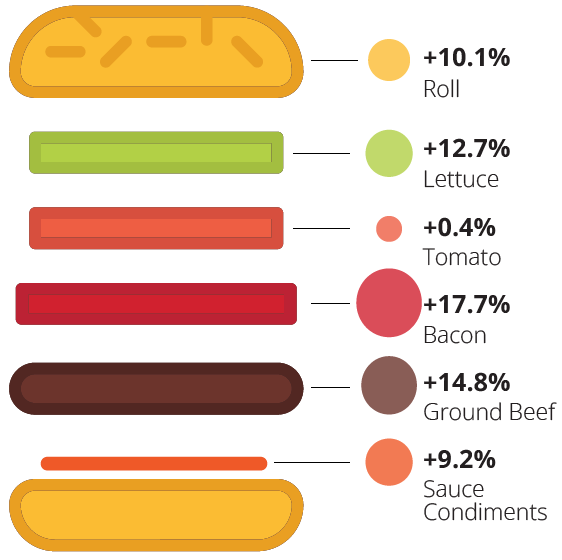 +10.1%
Roll
+12.7%
Lettuce
+0.4%
Tomato
+17.7%
Bacon
+14.8%
Ground Beef
+9.2%
Sauce
Condiments